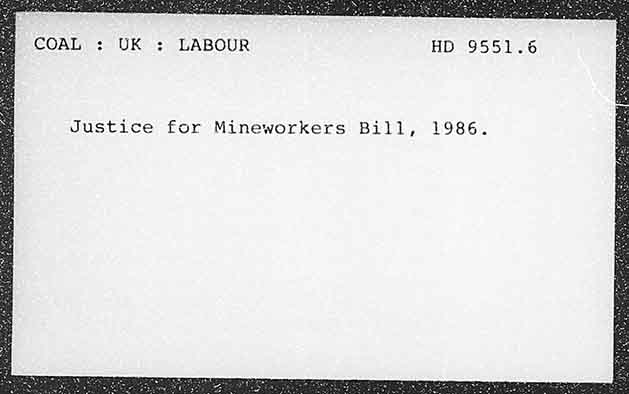 COAL : UK : LABOUR HD 9551.6
Justice for Mineworkers Bill, 1986.